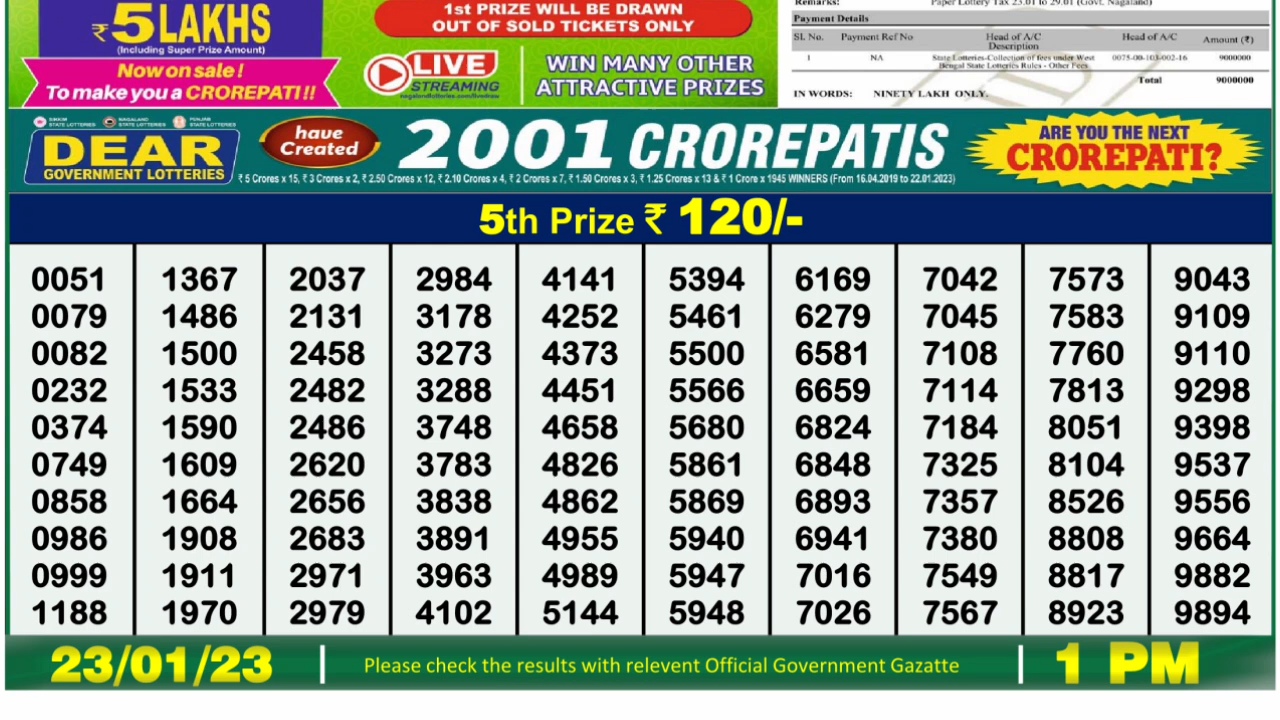 ₹5 LAKHS
(Including Super Prize Amount)
Now on sale !
To make you a CROREPATI !!
1st PRIZE WILL BE DRAWN
OUT OF SOLD TICKETS ONLY
LIVE
STREAMING
nagalandlotteries.com/livedraw
WIN MANY OTHER
ATTRACTIVE PRIZES
Remarks: Paper Lottery Tax 23.01 to 29.01 (Govt. Nagaland)
Payment Details
Sl. No. Payment Ref No Head of A/C Description Head of A/C Amount (₹)
1 NA State Lotteries-Collection of fees under West 0075-00-103-002-16 9000000
Bengal State Lotteries Rules - Other Fees
Total 9000000
IN WORDS: NINETY LAKH ONLY.
SIKKIM STATE LOTTERIES NAGALAND STATE LOTTERIES PUNJAB STATE LOTTERIES
DEAR
GOVERNMENT LOTTERIES
have
Created
2001 CROREPATIS
₹ 5 Crores x 15, ₹ 3 Crores x 2, ₹ 2.50 Crores x 12, ₹ 2.10 Crores x 4, ₹ 2 Crores x 7, ₹ 1.50 Crores x 3, ₹ 1.25 Crores x 13 & ₹ 1 Crore x 1945 WINNERS (From 16.04.2019 to 22.01.2023)
ARE YOU THE NEXT
CROREPATI?
5th Prize ₹ 120/-
0051 1367 2037 2984 4141 5394 6169 7042 7573 9043
0079 1486 2131 3178 4252 5461 6279 7045 7583 9109
0082 1500 2458 3273 4373 5500 6581 7108 7760 9110
0232 1533 2482 3288 4451 5566 6659 7114 7813 9298
0374 1590 2486 3748 4658 5680 6824 7184 8051 9398
0749 1609 2620 3783 4826 5861 6848 7325 8104 9537
0858 1664 2656 3838 4862 5869 6893 7357 8526 9556
0986 1908 2683 3891 4955 5940 6941 7380 8808 9664
0999 1911 2971 3963 4989 5947 7016 7549 8817 9882
1188 1970 2979 4102 5144 5948 7026 7567 8923 9894
23/01/23 Please check the results with relevent Official Government Gazatte 1 PM